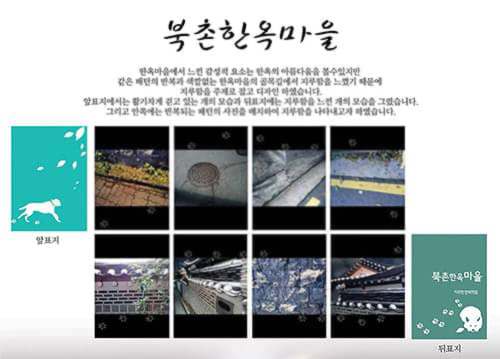 북촌한옥마을
한옥마을에서 느낀 감성적 요소는 한옥의 아름다움을 볼수있지만
같은 패턴의 반복과 색깔없는 한옥마을의 골목길에서 지루함을 느꼈기 때문에
지루함을 주제로 잡고 디자인 하였습니다.
앞표지에서는 활기차게 걷고 있는 개의 모습과 뒤표지에는 지루함을 느낀 개의 모습을 그렸습니다.
그리고 안쪽에는 반복되는 패턴의 사진을 배치하여 지루함을 나타내고자 하였습니다.
앞표지
북촌한옥마을
뒤표지